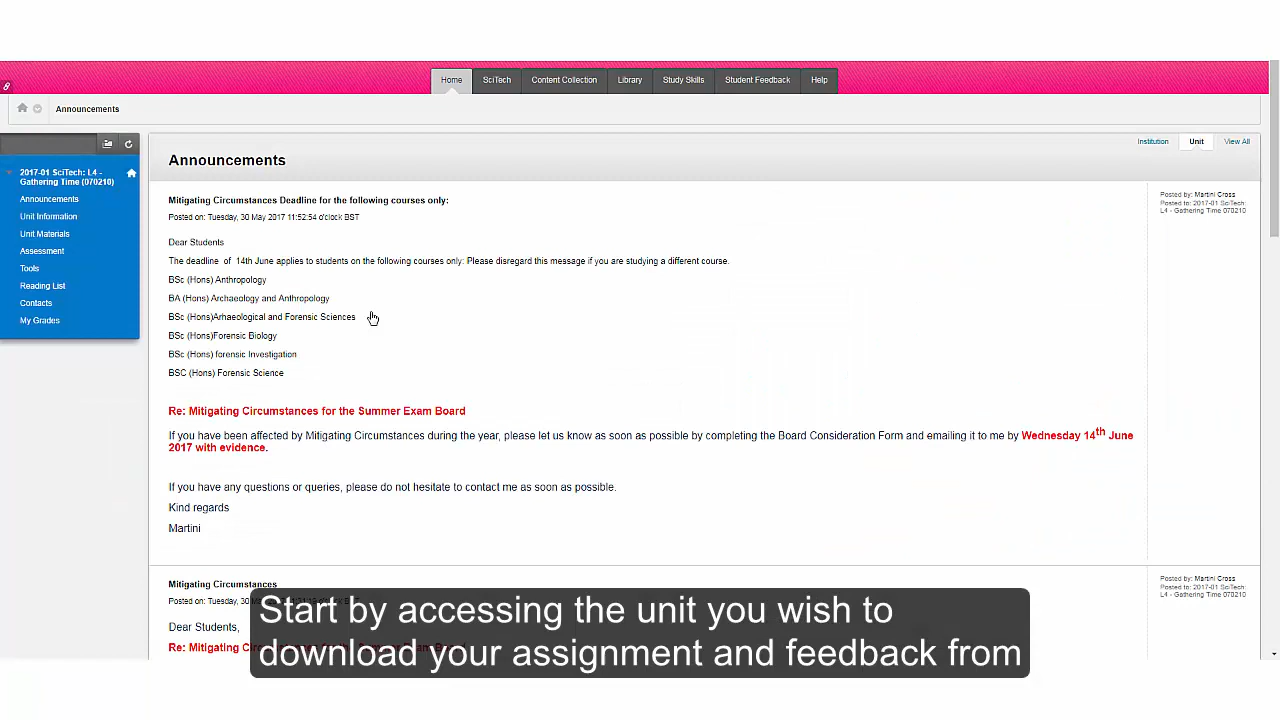 Home SciTech Content Collection Library Study Skills Student Feedback Help
Announcements
Institution Unit View All
2017-01 SciTech: L4 -
Gathering Time (070210)
Announcements
Unit Information
Unit Materials
Assessment
Tools
Reading List
Contacts
My Grades
Announcements
Mitigating Circumstances Deadline for the following courses only:
Posted on: Tuesday, 30 May 2017 11:52:54 o'clock BST
Posted by: Martini Cross
Posted to: 2017-01 SciTech:
L4 - Gathering Time 070210
Dear Students
The deadline of 14th June applies to students on the following courses only: Please disregard this message if you are studying a different course.
BSc (Hons) Anthropology
BA (Hons) Archaeology and Anthropology
BSc (Hons)Arhaeological and Forensic Sciences
BSc (Hons)Forensic Biology
BSc (Hons) forensic Investigation
BSC (Hons) Forensic Science
Re: Mitigating Circumstances for the Summer Exam Board
If you have been affected by Mitigating Circumstances during the year, please let us know as soon as possible by completing the Board Consideration Form and emailing it to me by Wednesday 14th June
2017 with evidence.
If you have any questions or queries, please do not hesitate to contact me as soon as possible.
Kind regards
Martini
Mitigating Circumstances
Posted on: Tuesday, 30
Posted by: Martini Cross
Posted to: 2017-01 SciTech:
L4 - Gathering Time 070210
Dear Students,
Re: Mitigating
Start by accessing the unit you wish to
download your assignment and feedback from